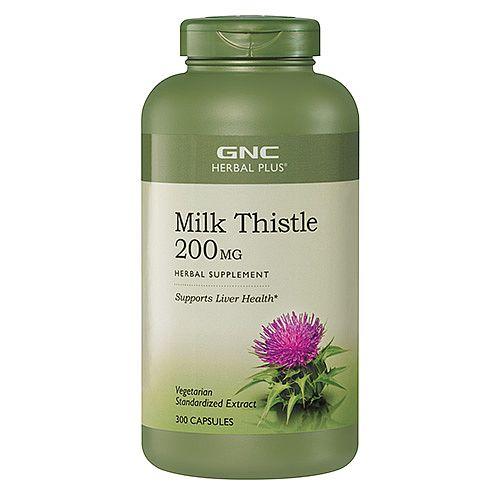 GNC
HERBAL PLUS®
Milk Thistle
200MG
HERBAL SUPPLEMENT
Supports Liver Health*
Vegetarian
Standardized Extract
300 CAPSULES